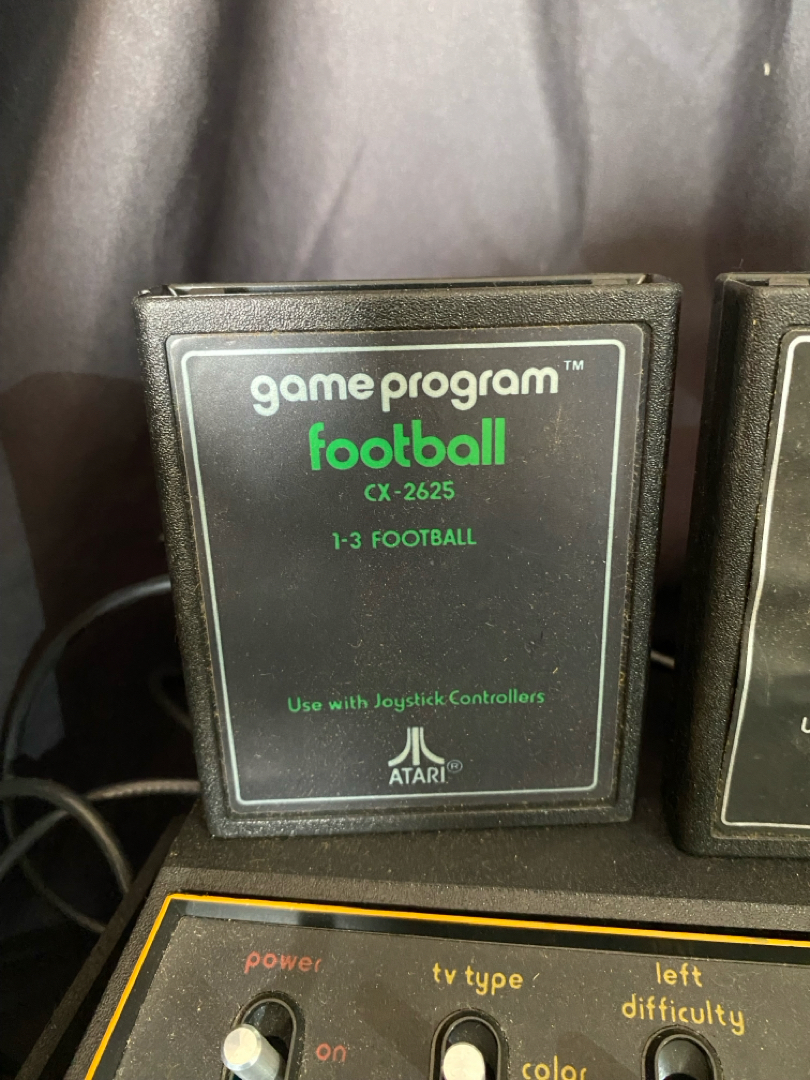 game program™
football
CX-2625
1-3 FOOTBALL
Use with Joystick Controllers
ATARI®
power
on
tv type
color
left
difficulty